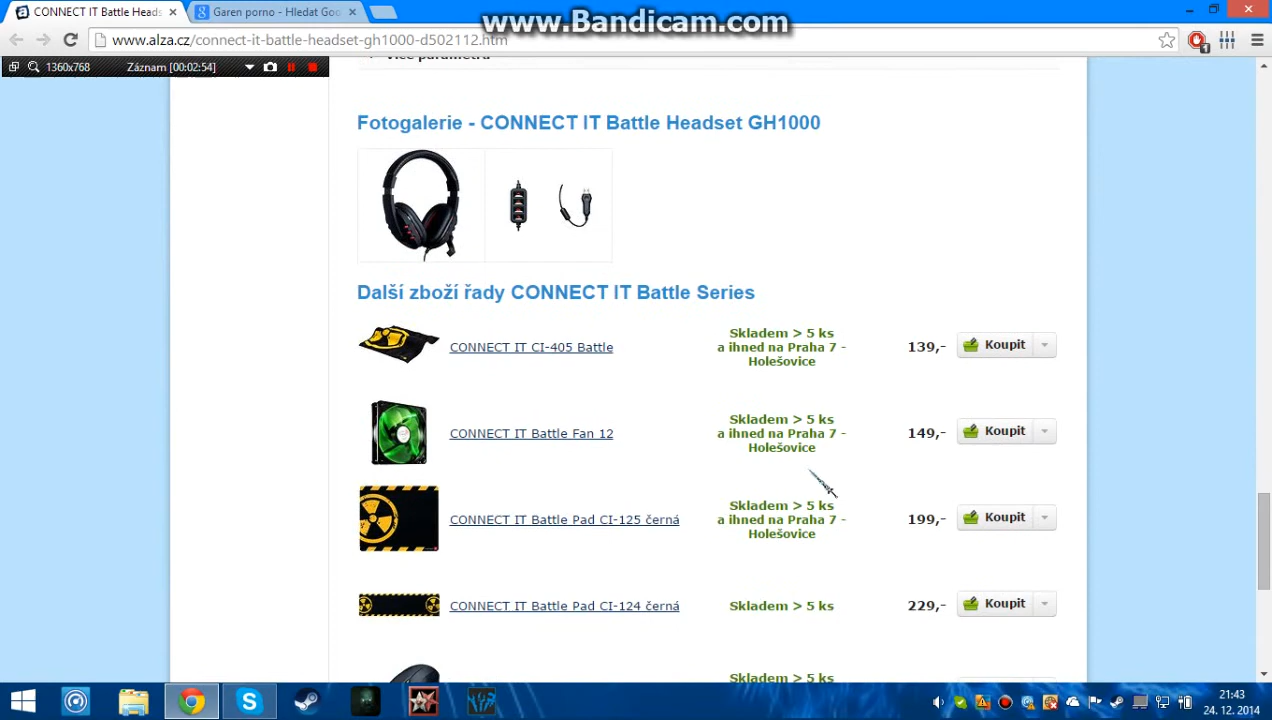 CONNECT IT Battle Heads
Garen porno - Hledat Goo
www.Bandicam.com
www.alza.cz/connect-it-battle-headset-gh1000-d502112.htm
1
1360x768
Záznam [00:02:54]
Více parametrů
Fotogalerie - CONNECT IT Battle Headset GH1000
Další zboží řady CONNECT IT Battle Series
CONNECT IT CI-405 Battle
Skladem > 5 ks
a ihned na Praha 7 -
Holešovice
139,-
Koupit
CONNECT IT Battle Fan 12
Skladem > 5 ks
a ihned na Praha 7 -
Holešovice
149,-
Koupit
CONNECT IT Battle Pad CI-125 černá
Skladem > 5 ks
a ihned na Praha 7 -
Holešovice
199,-
Koupit
CONNECT IT Battle Pad CI-124 černá
Skladem > 5 ks
229,-
Koupit
Skladem > 5 ks
21:43
24. 12. 2014